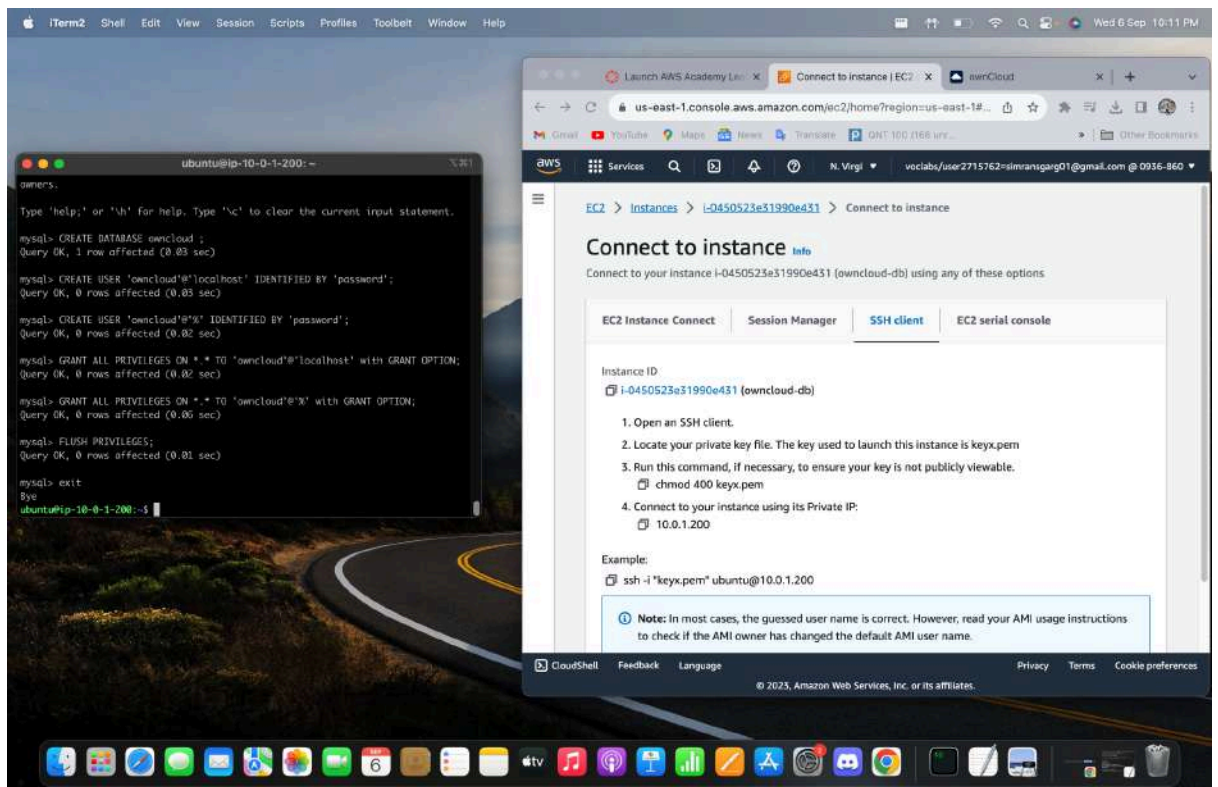 iTerm2 Shell Edit View Session Scripts Profiles Toolbelt Window Help
Wed 6 Sep 10:11 PM
ubuntu@ip-10-0-1-200: ~
⌥⌘1
owners.
Type 'help;' or '\h' for help. Type '\c' to clear the current input statement.
mysql> CREATE DATABASE owncloud ;
Query OK, 1 row affected (0.03 sec)
mysql> CREATE USER 'owncloud'@'localhost' IDENTIFIED BY 'password';
Query OK, 0 rows affected (0.03 sec)
mysql> CREATE USER 'owncloud'@'%' IDENTIFIED BY 'password';
Query OK, 0 rows affected (0.02 sec)
mysql> GRANT ALL PRIVILEGES ON *.* TO 'owncloud'@'localhost' with GRANT OPTION;
Query OK, 0 rows affected (0.02 sec)
mysql> GRANT ALL PRIVILEGES ON *.* TO 'owncloud'@'%' with GRANT OPTION;
Query OK, 0 rows affected (0.06 sec)
mysql> FLUSH PRIVILEGES;
Query OK, 0 rows affected (0.01 sec)
mysql> exit
Bye
ubuntu@ip-10-0-1-200:~$
Launch AWS Academy Connect to instance | EC2 ownCloud
us-east-1.console.aws.amazon.com/ec2/home?region=us-east-1#...
Gmail YouTube Maps News Translate QNT 100 Other Bookmarks
aws Services N. Virgi voclabs/user2715762=simransgarg01@gmail.com @ 0936-860
EC2 > Instances > i-0450523e31990e431 > Connect to instance
Connect to instance Info
Connect to your instance i-0450523e31990e431 (owncloud-db) using any of these options
EC2 Instance Connect Session Manager SSH client EC2 serial console
Instance ID
i-0450523e31990e431 (owncloud-db)
1. Open an SSH client.
2. Locate your private key file. The key used to launch this instance is keyx.pem
3. Run this command, if necessary, to ensure your key is not publicly viewable.
chmod 400 keyx.pem
4. Connect to your instance using its Private IP:
10.0.1.200
Example:
ssh -i "keyx.pem" ubuntu@10.0.1.200
Note: In most cases, the guessed user name is correct. However, read your AMI usage instructions
to check if the AMI owner has changed the default AMI user name.
CloudShell Feedback Language Privacy Terms Cookie preferences
© 2023, Amazon Web Services, Inc. or its affiliates.
SEP
6
tv